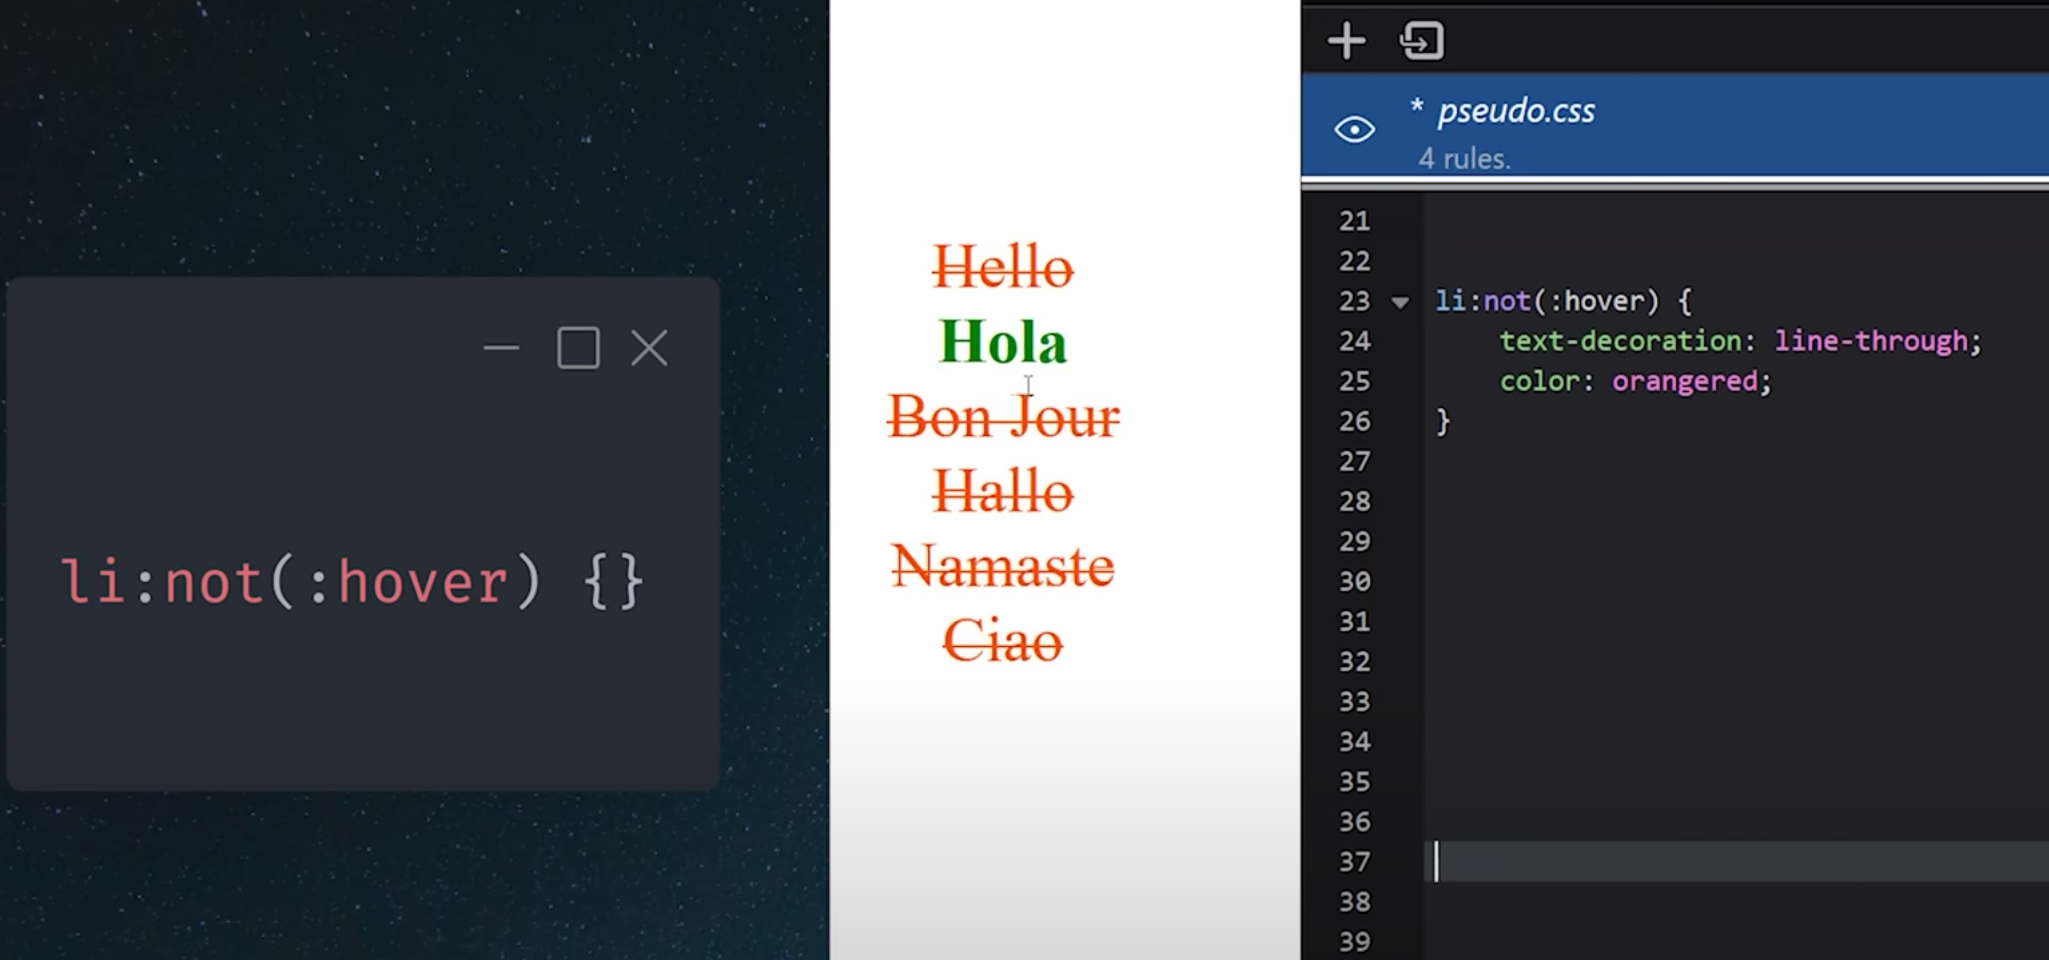 li:not(:hover) {}
Hello
Hola
Bon Jour
Hallo
Namaste
Ciao
* pseudo.css
4 rules.
21
22
23 li:not(:hover) {
24 text-decoration: line-through;
25 color: orangered;
26 }
27
28
29
30
31
32
33
34
35
36
37
38
39